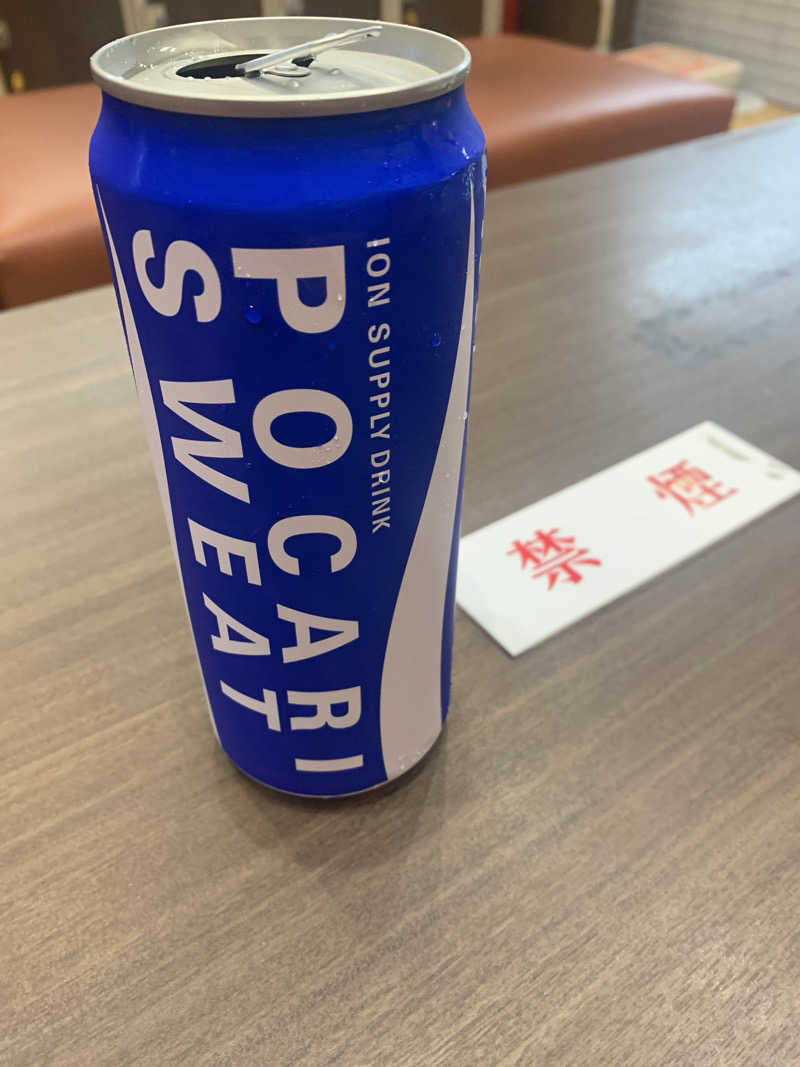 POCARI
SWEAT
ION SUPPLY DRINK
禁煙